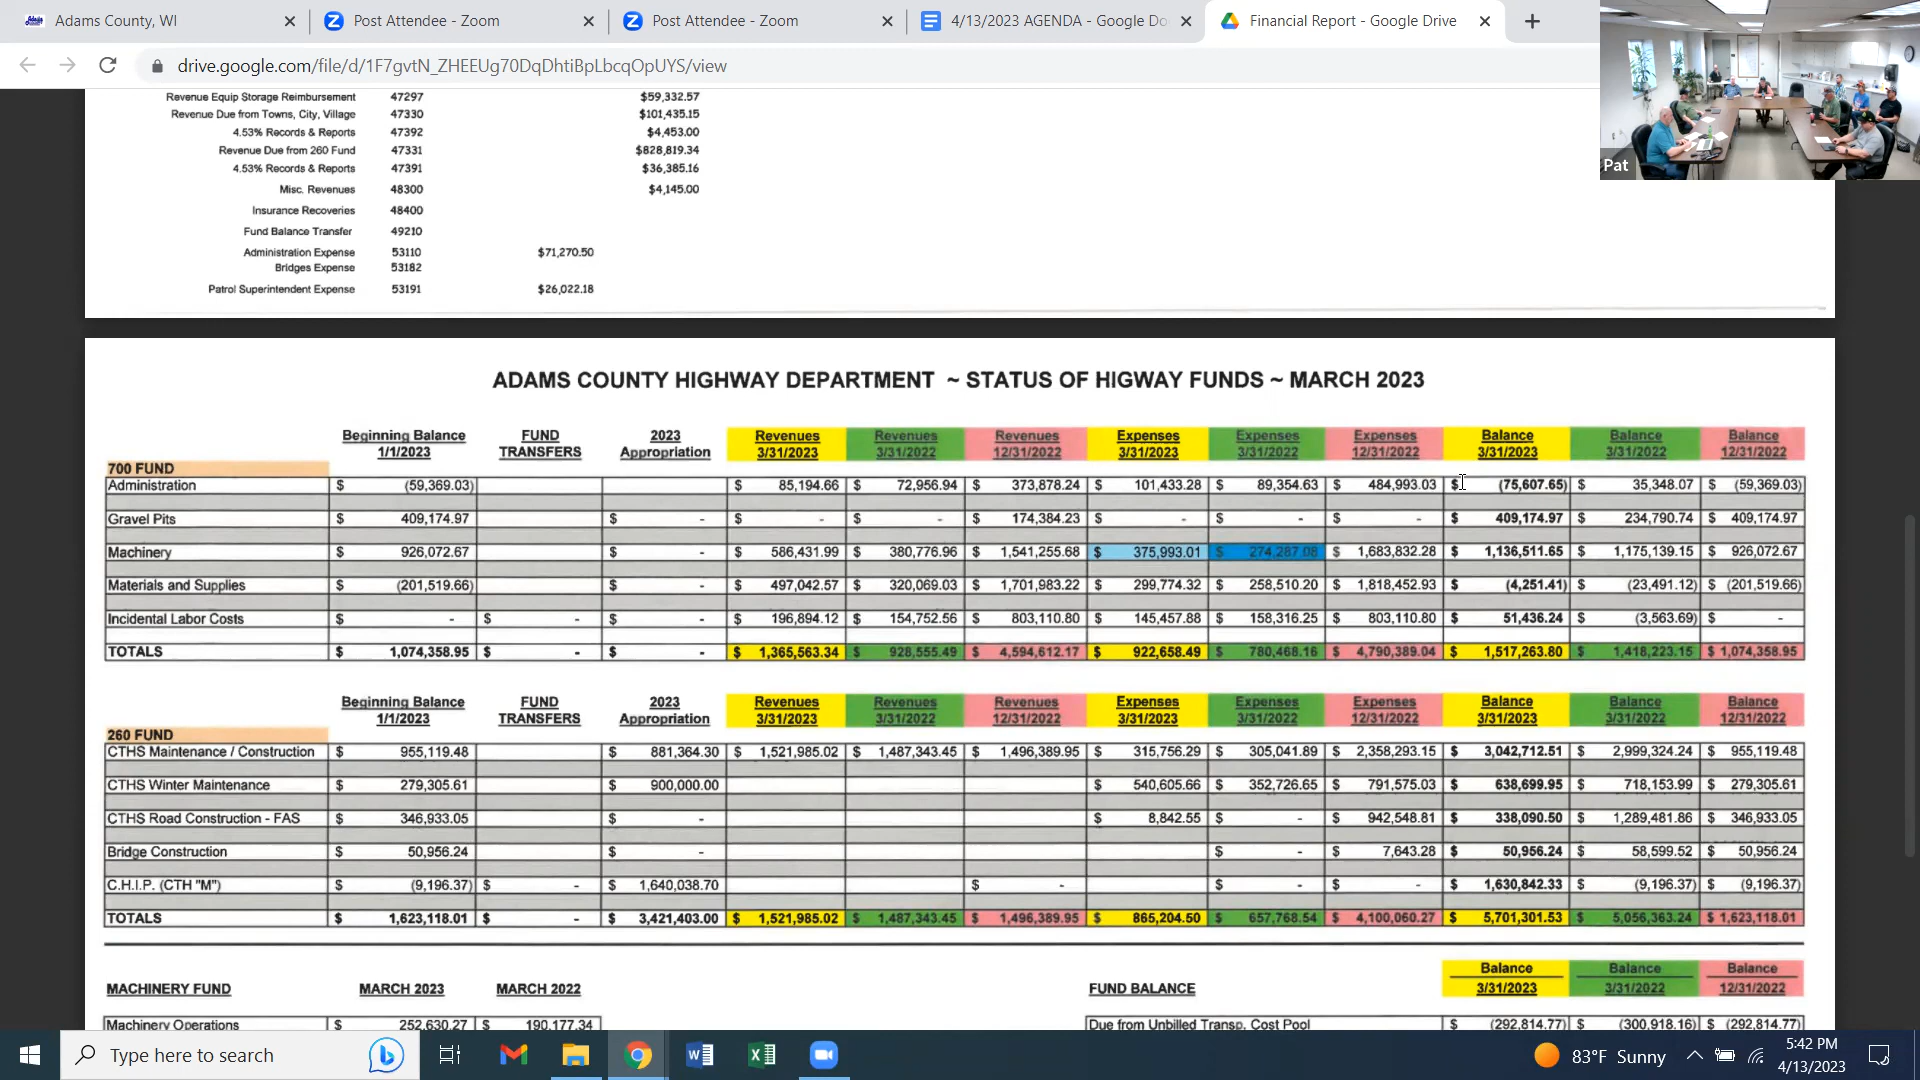 Adams County, WI
Post Attendee - Zoom
Post Attendee - Zoom
4/13/2023 AGENDA - Google Do
Financial Report - Google Drive
drive.google.com/file/d/1F7gvtN_ZHEEUg70DqDhtiBpLbcqOpUYS/view
Pat
Revenue Equip Storage Reimbursement 47297 $59,332.57
Revenue Due from Towns, City, Village 47330 $101,435.15
4.53% Records & Reports 47392 $4,453.00
Revenue Due from 260 Fund 47331 $828,819.34
4.53% Records & Reports 47391 $36,385.16
Misc. Revenues 48300 $4,145.00
Insurance Recoveries 48400
Fund Balance Transfer 49210
Administration Expense 53110 $71,270.50
Bridges Expense 53182
Patrol Superintendent Expense 53191 $26,022.18
ADAMS COUNTY HIGHWAY DEPARTMENT ~ STATUS OF HIGWAY FUNDS ~ MARCH 2023
Beginning Balance FUND 2023 Revenues Revenues Revenues Expenses Expenses Expenses Balance Balance Balance
1/1/2023 TRANSFERS Appropriation 3/31/2023 3/31/2022 12/31/2022 3/31/2023 3/31/2022 12/31/2022 3/31/2023 3/31/2022 12/31/2022
700 FUND
Administration $ (59,369.03) $ 85,194.66 $ 72,956.94 $ 373,878.24 $ 101,433.28 $ 89,354.63 $ 484,993.03 $ (75,607.65) $ 35,348.07 $ (59,369.03)
Gravel Pits $ 409,174.97 $ - $ - $ - $ 174,384.23 $ - $ - $ - $ 409,174.97 $ 234,790.74 $ 409,174.97
Machinery $ 926,072.67 $ - $ 586,431.99 $ 380,776.96 $ 1,541,255.68 $ 375,993.01 $ 274,287.08 $ 1,683,832.28 $ 1,136,511.65 $ 1,175,139.15 $ 926,072.67
Materials and Supplies $ (201,519.66) $ - $ 497,042.57 $ 320,069.03 $ 1,701,983.22 $ 299,774.32 $ 258,510.20 $ 1,818,452.93 $ (4,251.41) $ (23,491.12) $ (201,519.66)
Incidental Labor Costs $ - $ - $ - $ 196,894.12 $ 154,752.56 $ 803,110.80 $ 145,457.88 $ 158,316.25 $ 803,110.80 $ 51,436.24 $ (3,563.69) $ -
TOTALS $ 1,074,358.95 $ - $ - $ 1,365,563.34 $ 928,555.49 $ 4,594,612.17 $ 922,658.49 $ 780,468.16 $ 4,790,389.04 $ 1,517,263.80 $ 1,418,223.15 $ 1,074,358.95
Beginning Balance FUND 2023 Revenues Revenues Revenues Expenses Expenses Expenses Balance Balance Balance
1/1/2023 TRANSFERS Appropriation 3/31/2023 3/31/2022 12/31/2022 3/31/2023 3/31/2022 12/31/2022 3/31/2023 3/31/2022 12/31/2022
260 FUND
CTHS Maintenance / Construction $ 955,119.48 $ 881,364.30 $ 1,521,985.02 $ 1,487,343.45 $ 1,496,389.95 $ 315,756.29 $ 305,041.89 $ 2,358,293.15 $ 3,042,712.51 $ 2,999,324.24 $ 955,119.48
CTHS Winter Maintenance $ 279,305.61 $ 900,000.00 $ 540,605.66 $ 352,726.65 $ 791,575.03 $ 638,699.95 $ 718,153.99 $ 279,305.61
CTHS Road Construction - FAS $ 346,933.05 $ - $ 8,842.55 $ - $ 942,548.81 $ 338,090.50 $ 1,289,481.86 $ 346,933.05
Bridge Construction $ 50,956.24 $ - $ - $ 7,643.28 $ 50,956.24 $ 58,599.52 $ 50,956.24
C.H.I.P. (CTH "M") $ (9,196.37) $ - $ 1,640,038.70 $ - $ - $ - $ 1,630,842.33 $ (9,196.37) $ (9,196.37)
TOTALS $ 1,623,118.01 $ - $ 3,421,403.00 $ 1,521,985.02 $ 1,487,343.45 $ 1,496,389.95 $ 865,204.50 $ 657,768.54 $ 4,100,060.27 $ 5,701,301.53 $ 5,056,363.24 $ 1,623,118.01
Balance Balance Balance
MACHINERY FUND MARCH 2023 MARCH 2022 FUND BALANCE 3/31/2023 3/31/2022 12/31/2022
Machinery Operations $ 252,630.27 $ 190,177.34 Due from Unbilled Transp. Cost Pool $ (292,814.77) $ (300,918.16) $ (292,814.77)
Type here to search
83°F Sunny
5:42 PM
4/13/2023